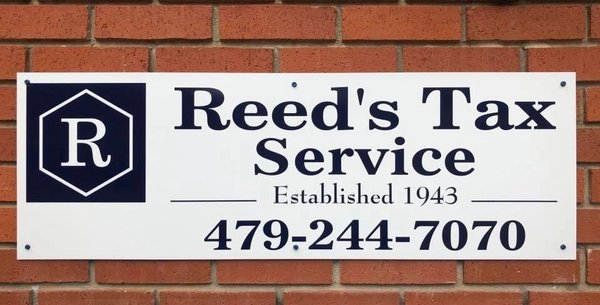 R
Reed's Tax
Service
Established 1943
479-244-7070